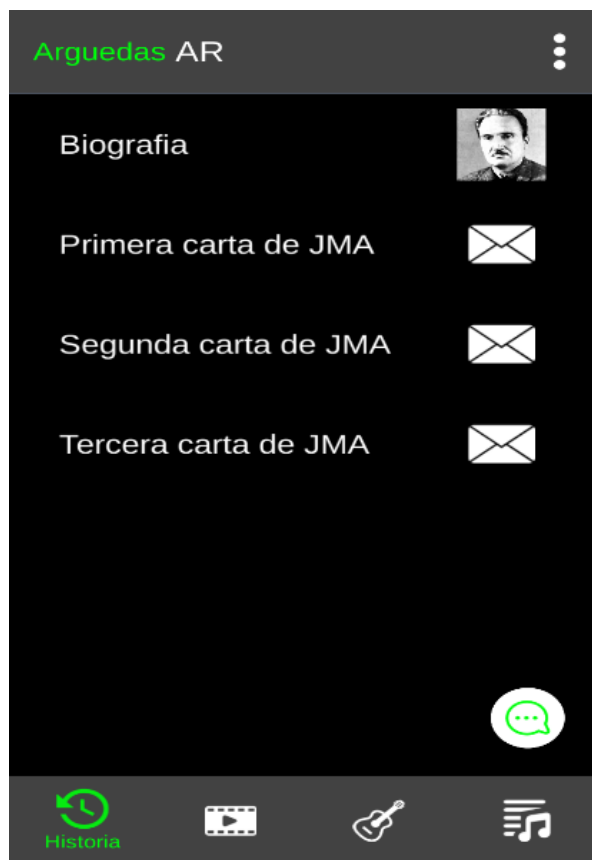 Arguedas AR
Biografia
Primera carta de JMA
Segunda carta de JMA
Tercera carta de JMA
Historia